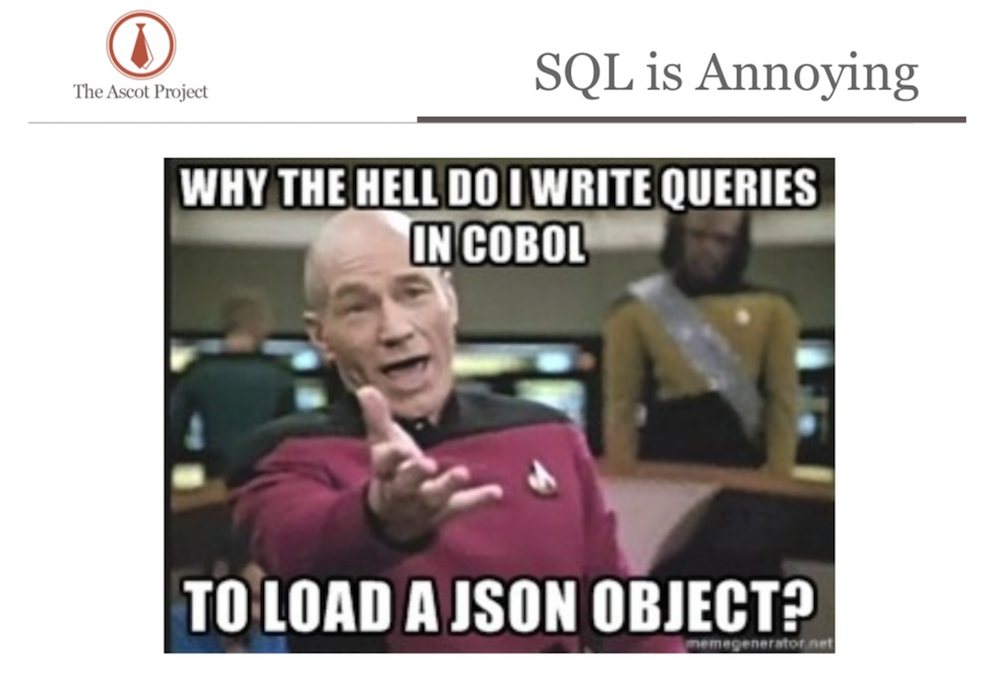 The Ascot Project
SQL is Annoying
WHY THE HELL DO I WRITE QUERIES
IN COBOL
TO LOAD A JSON OBJECT?
memegenerator.net